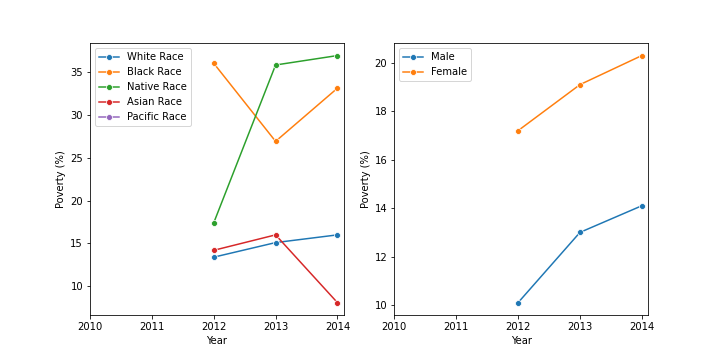 White Race
Black Race
Native Race
Asian Race
Pacific Race
35
30
25
20
15
10
Poverty (%)
2010 2011 2012 2013 2014
Year
Male
Female
20
18
16
14
12
10
Poverty (%)
2010 2011 2012 2013 2014
Year